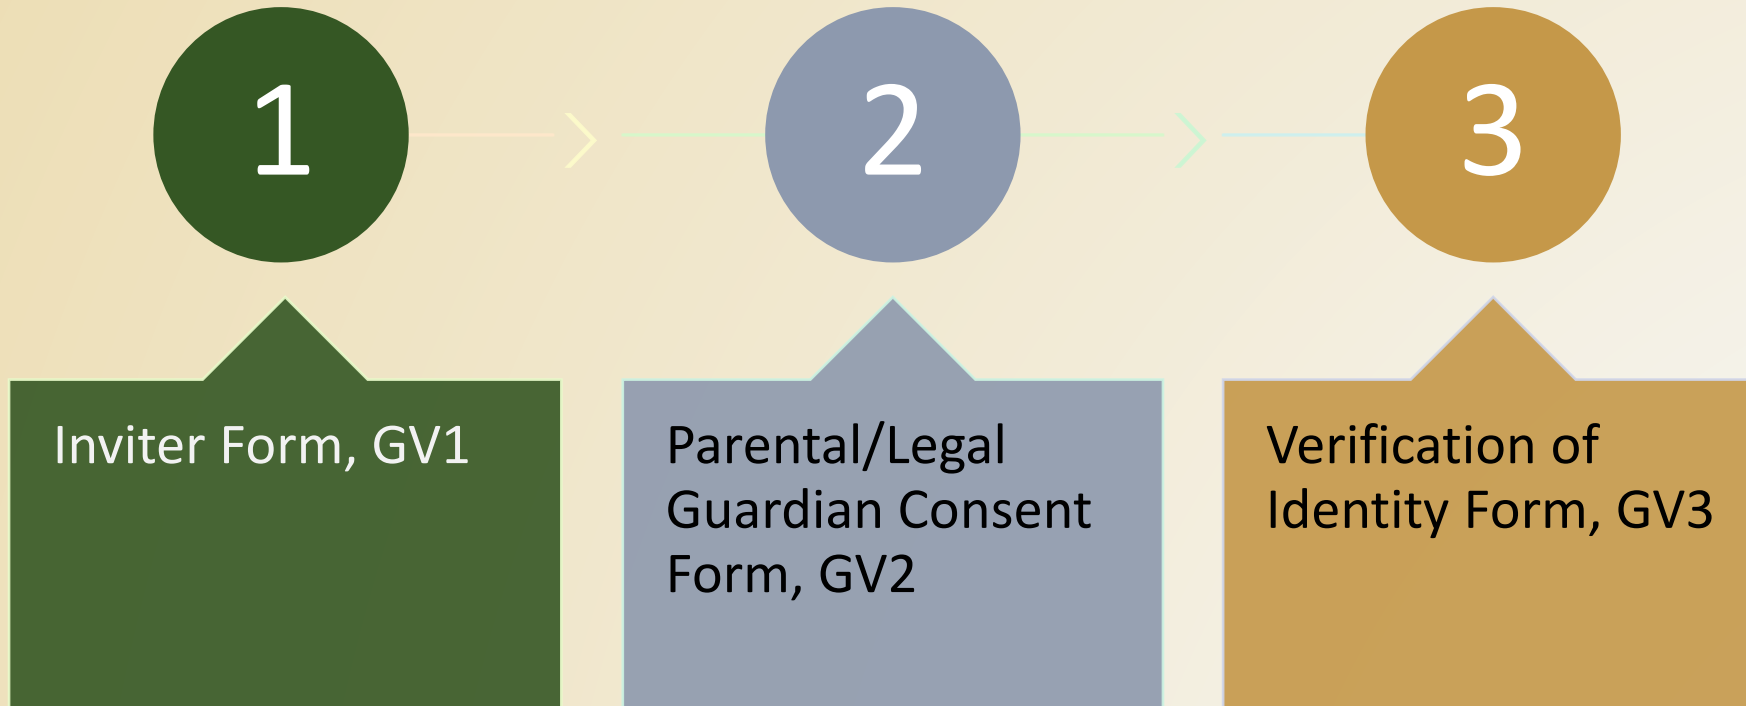 1
2
3
Inviter Form, GV1
Parental/Legal
Guardian Consent
Form, GV2
Verification of
Identity Form, GV3